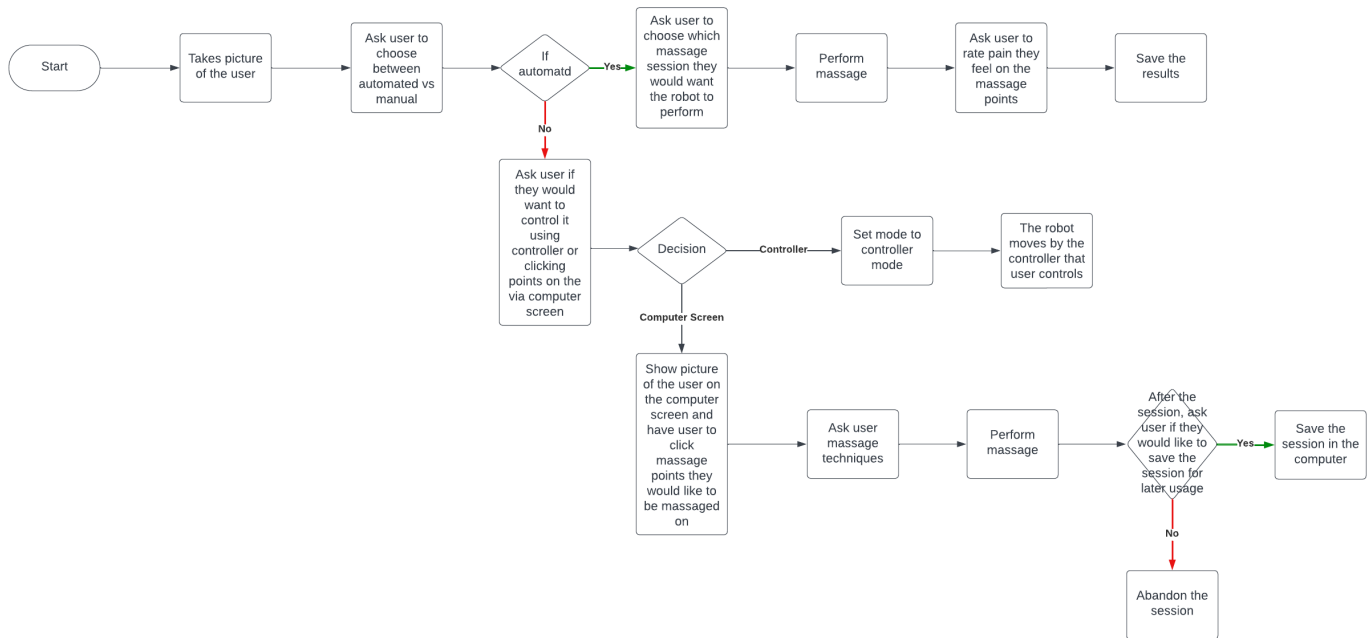 Start
Takes picture
of the user
Ask user to
choose
between
automated vs
manual
If
automatd
Yes
Ask user to
choose which
massage
session they
would want
the robot to
perform
Perform
massage
Ask user to
rate pain they
feel on the
massage
points
Save the
results
No
Ask user if
they would
want to
control it
using
controller or
clicking
points on the
via computer
screen
Decision
Controller
Set mode to
controller
mode
The robot
moves by the
controller that
user controls
Computer Screen
Show picture
of the user on
the computer
screen and
have user to
click
massage
points they
would like to
be massaged
on
Ask user
massage
techniques
Perform
massage
After the
session, ask
user if they
would like to
save the
session for
later usage
Yes
Save the
session in the
computer
No
Abandon the
session